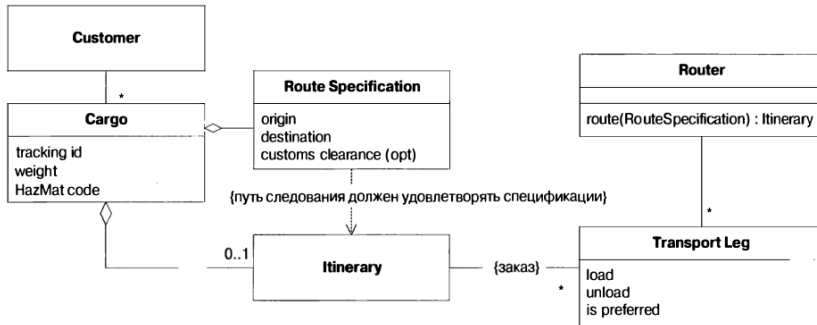 Customer
*
Cargo
tracking id
weight
HazMat code
Route Specification
origin
destination
customs clearance (opt)
Router
route(RouteSpecification) : Itinerary
{путь следования должен удовлетворять спецификации}
*
0..1
Itinerary
{заказ}
*
Transport Leg
load
unload
is preferred